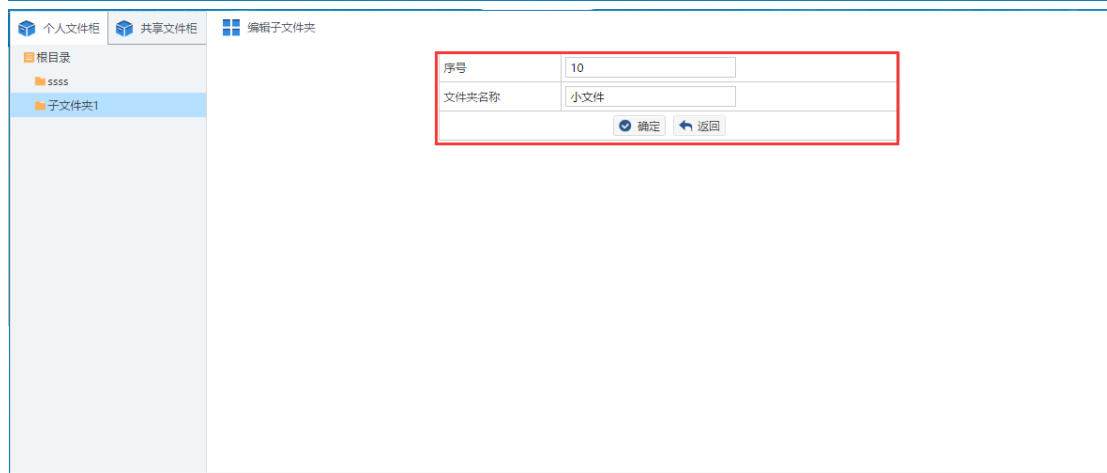 个人文件柜
共享文件柜
编辑子文件夹
根目录
ssss
子文件夹1
序号
10
文件夹名称
小文件
确定
返回